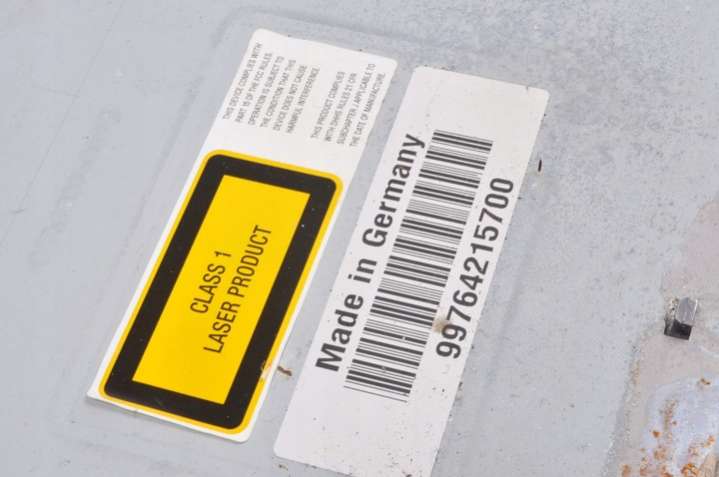 THIS DEVICE COMPLIES WITH
PART 15 OF THE FCC RULES.
OPERATION IS SUBJECT TO
THE CONDITION THAT THIS
DEVICE DOES NOT CAUSE
HARMFUL INTERFERENCE.
THIS PRODUCT COMPLIES
WITH DHHS RULES 21 CFR
SUBCHAPTER J APPLICABLE TO
THE DATE OF MANUFACTURE.
CLASS 1
LASER PRODUCT
Made in Germany
99764215700